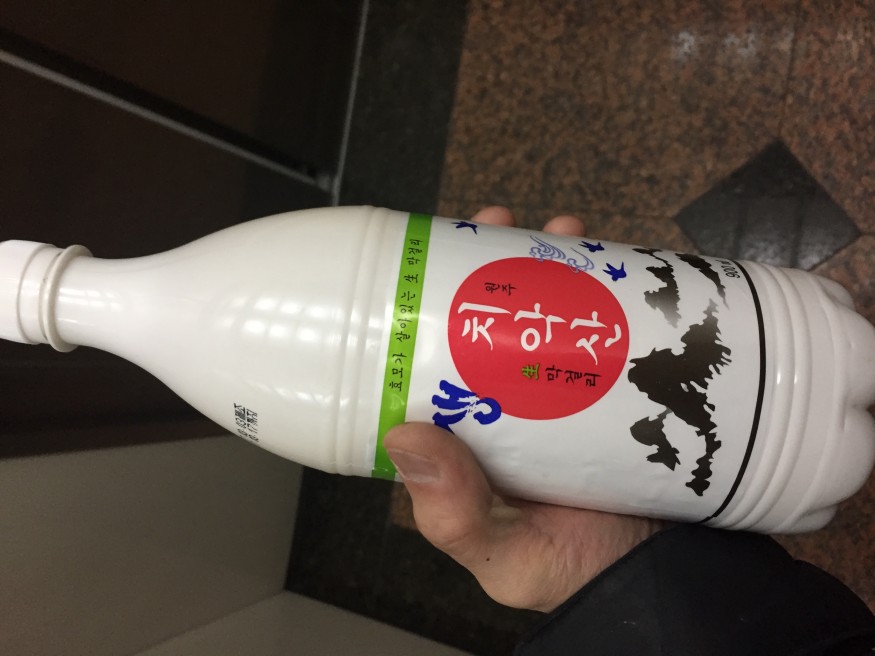 효모가 살아있는 生 막걸리
원주
치악산
生 막걸리
생